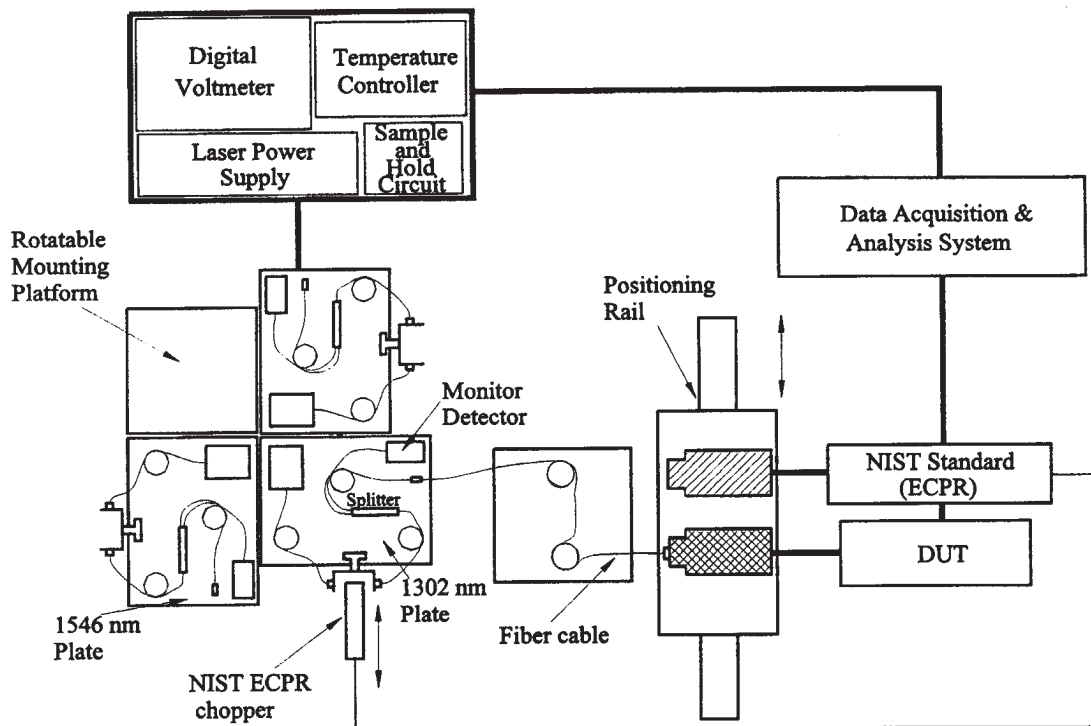 Digital
Voltmeter
Temperature
Controller
Laser Power
Supply
Sample
and
Hold
Circuit
Data Acquisition &
Analysis System
Rotatable
Mounting
Platform
Positioning
Rail
Monitor
Detector
Splitter
NIST Standard
(ECPR)
DUT
1302 nm
Plate
Fiber cable
1546 nm
Plate
NIST ECPR
chopper